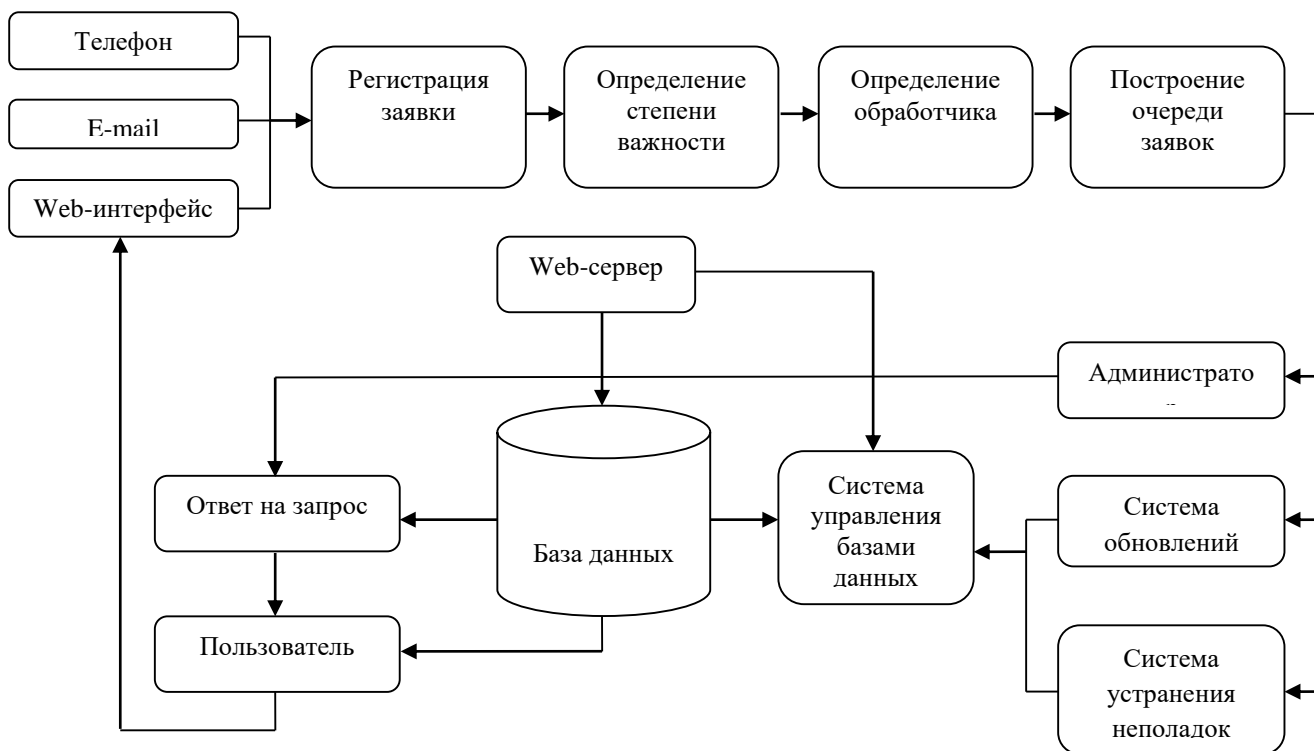 Телефон
E-mail
Web-интерфейс
Регистрация
заявки
Определение
степени
важности
Определение
обработчика
Построение
очереди
заявок
Web-сервер
Администрато
Ответ на запрос
База данных
Система
управления
базами
данных
Система
обновлений
Пользователь
Система
устранения
неполадок